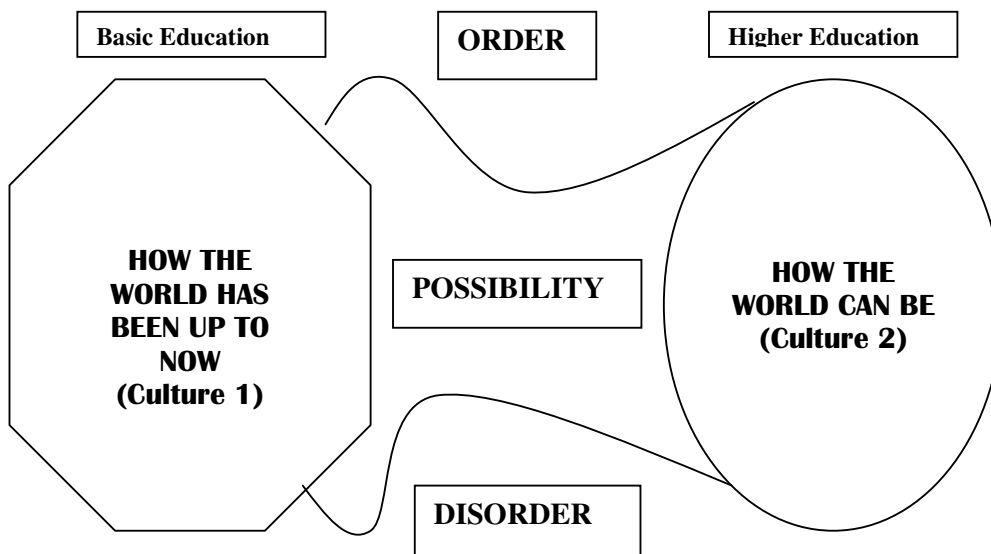 Basic Education
ORDER
Higher Education
HOW THE
WORLD HAS
BEEN UP TO
NOW
(Culture 1)
POSSIBILITY
HOW THE
WORLD CAN BE
(Culture 2)
DISORDER